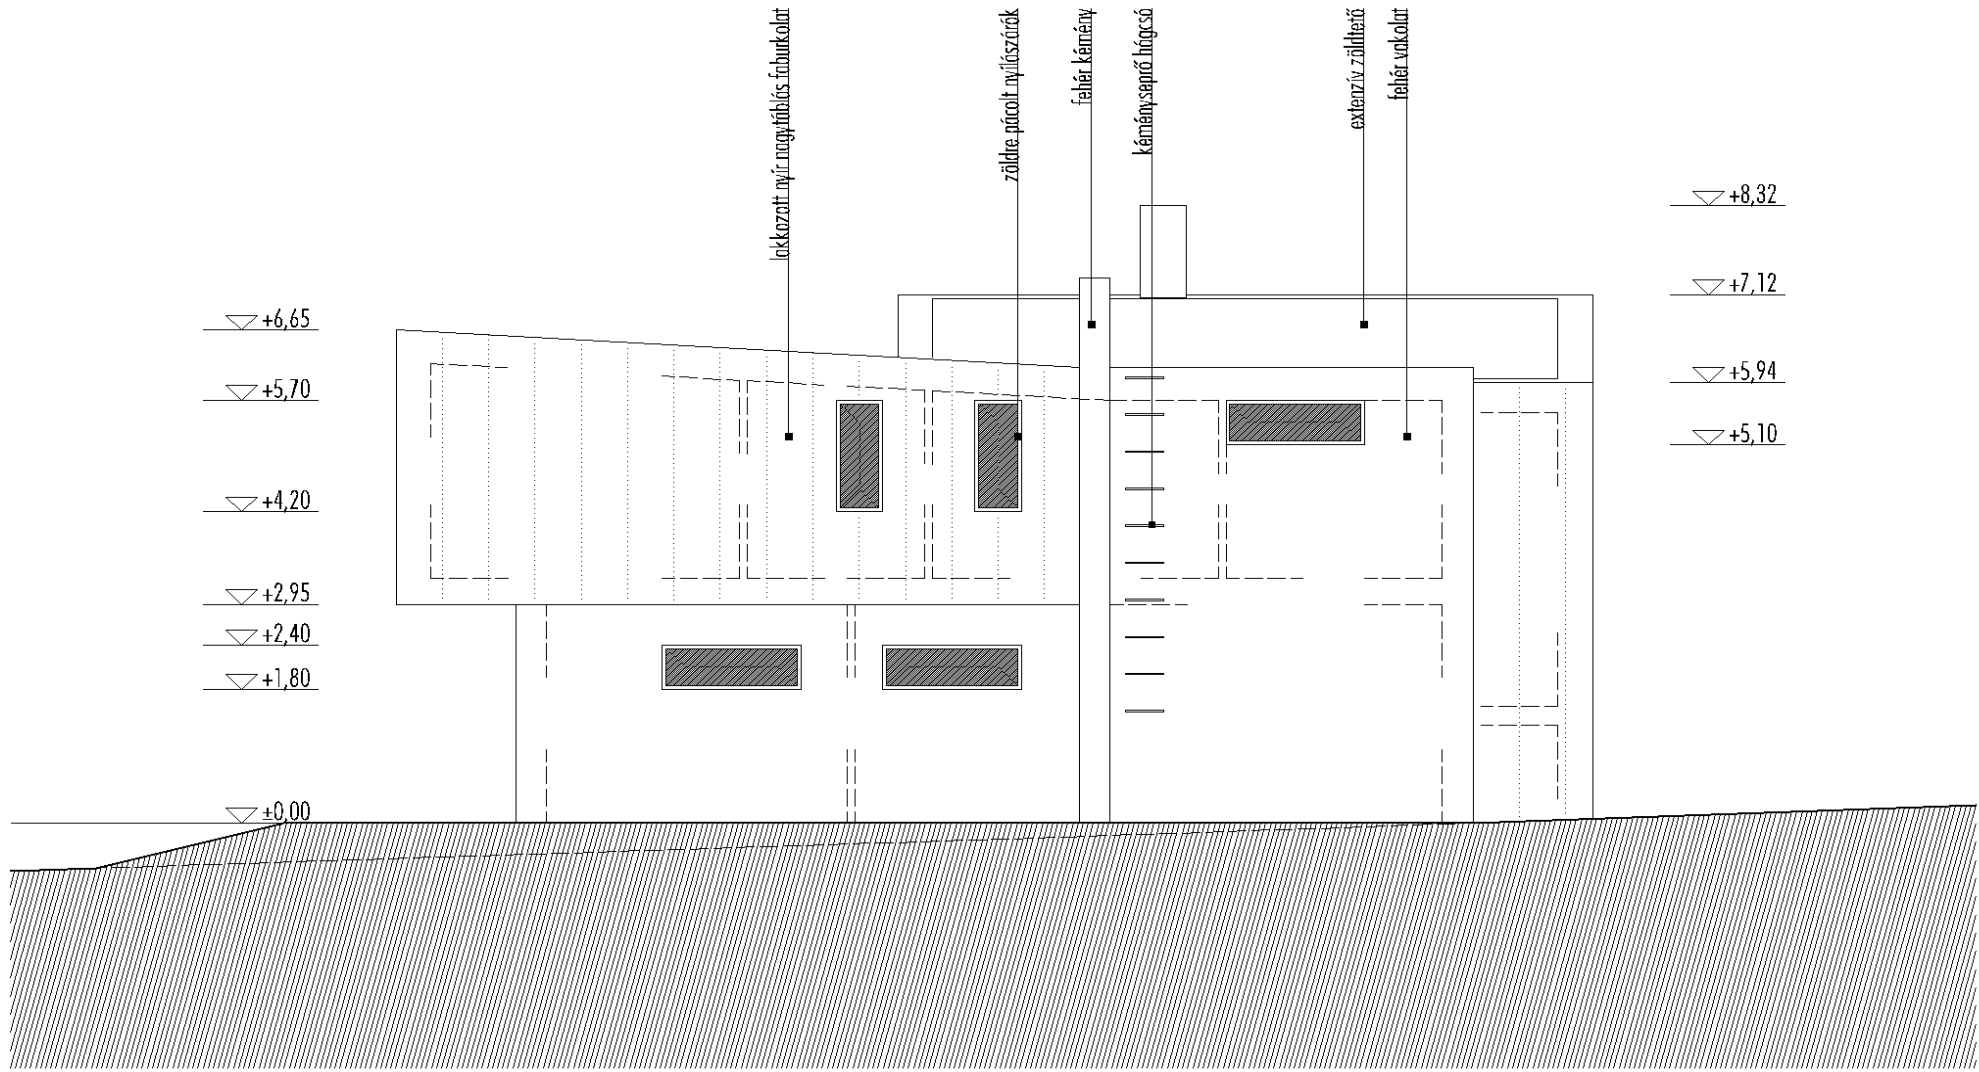 lakkozott nyír nagytáblás faburkolat
zöldre pácolt nyílászárók
fehér kémény
kéményseprő hágcsó
extenzív zöldtető
fehér vakolat
+8,32
+7,12
+5,94
+5,10
+6,65
+5,70
+4,20
+2,95
+2,40
+1,80
±0,00